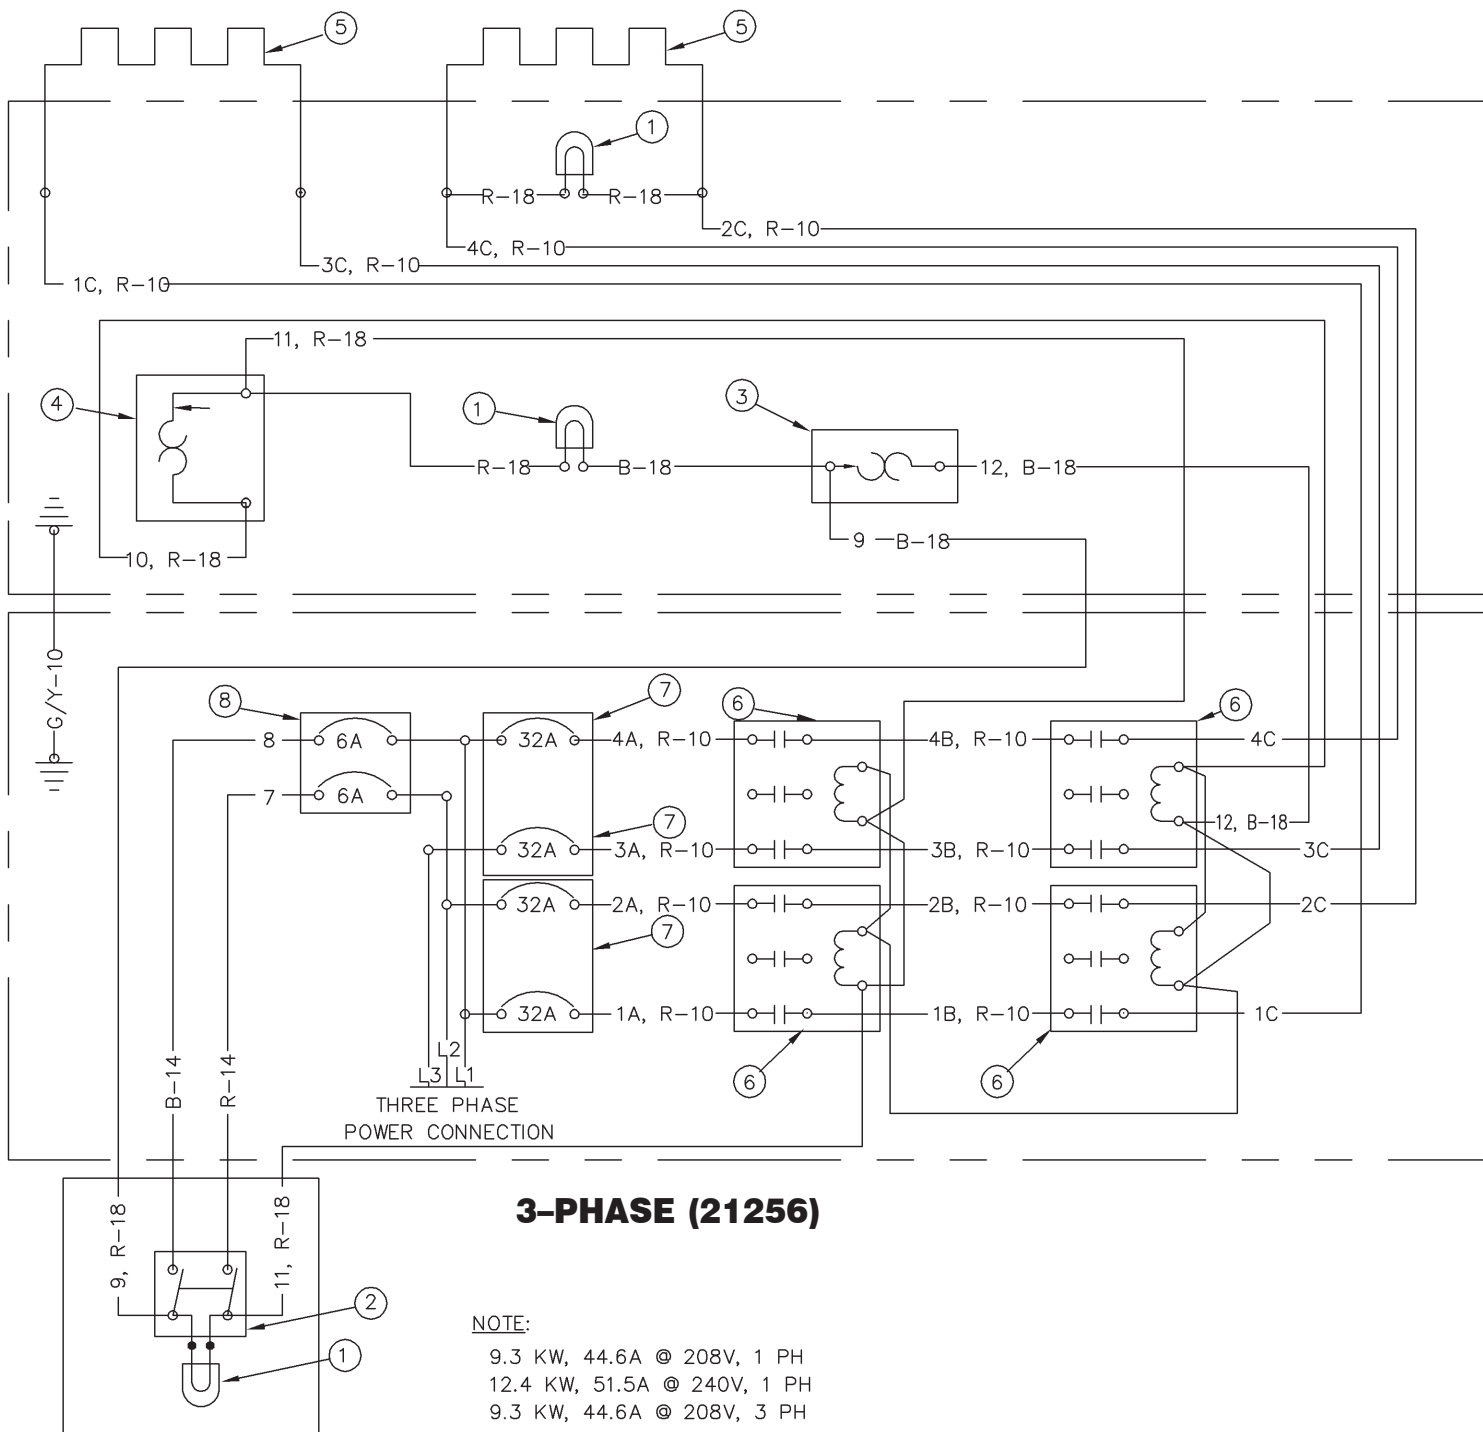 5
5
1
R-18
R-18
2C, R-10
4C, R-10
3C, R-10
1C, R-10
11, R-18
4
1
3
R-18
B-18
12, B-18
9
B-18
10, R-18
G/Y-10
8
7
6
6
8
6A
32A
4A, R-10
4B, R-10
4C
7
6A
7
12, B-18
32A
3A, R-10
3B, R-10
3C
32A
2A, R-10
2B, R-10
2C
7
32A
1A, R-10
1B, R-10
1C
L2
L3
L1
6
6
B-14
R-14
THREE PHASE
POWER CONNECTION
3-PHASE (21256)
9, R-18
11, R-18
2
1
NOTE:
9.3 KW, 44.6A @ 208V, 1 PH
12.4 KW, 51.5A @ 240V, 1 PH
9.3 KW, 44.6A @ 208V, 3 PH